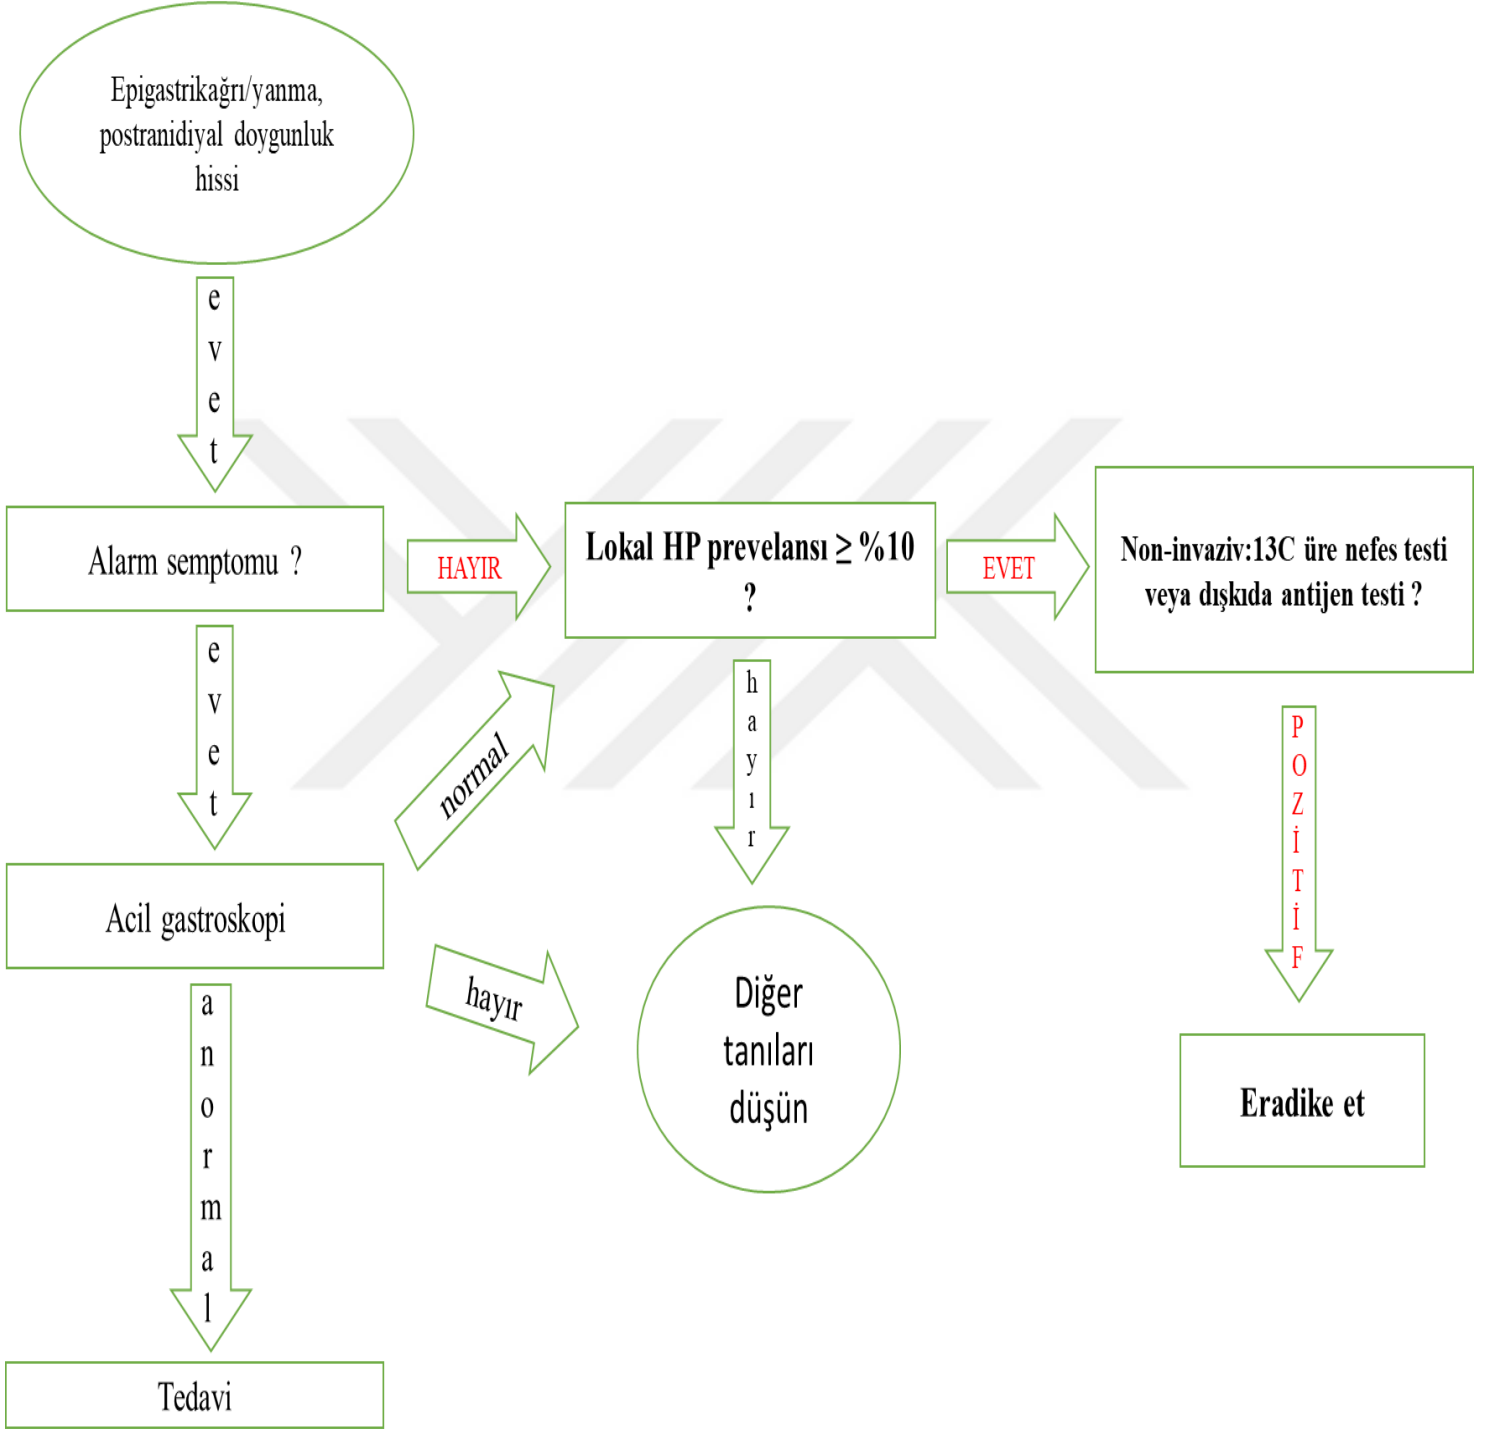 Epigastrikağrı/yanma,
postranidiyal doygunluk
hissi
evet
Alarm semptomu ?
HAYIR
Lokal HP prevelansı ≥ %10
?
EVET
Non-invaziv:13C üre nefes testi
veya dışkıda antijen testi ?
evet
normal
hayır
POZİTİF
Acil gastroskopi
hayır
Diğer
tanıları
düşün
anormal
Eradike et
Tedavi